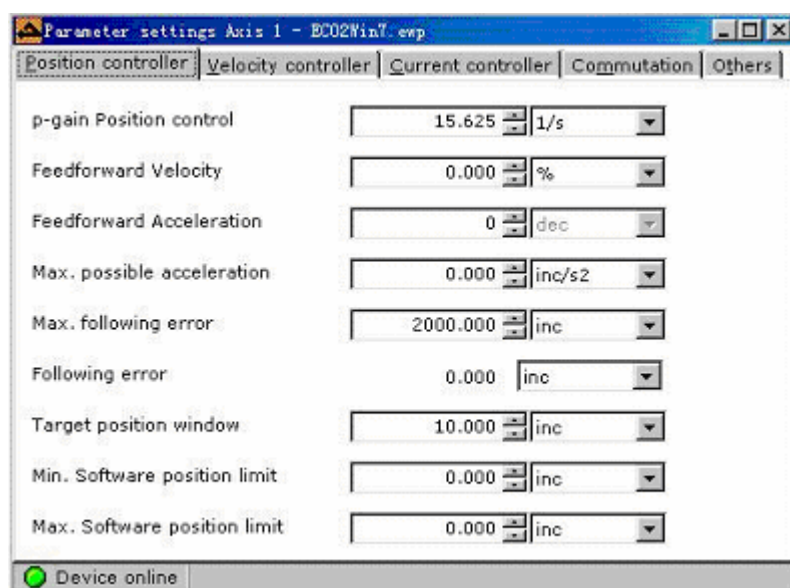 Parameter settings Axis 1 - ECO2Win7.ewp
Position controller Velocity controller Current controller Commutation Others
p-gain Position control 15.625 1/s
Feedforward Velocity 0.000 %
Feedforward Acceleration 0 dec
Max. possible acceleration 0.000 inc/s2
Max. following error 2000.000 inc
Following error 0.000 inc
Target position window 10.000 inc
Min. Software position limit 0.000 inc
Max. Software position limit 0.000 inc
Device online